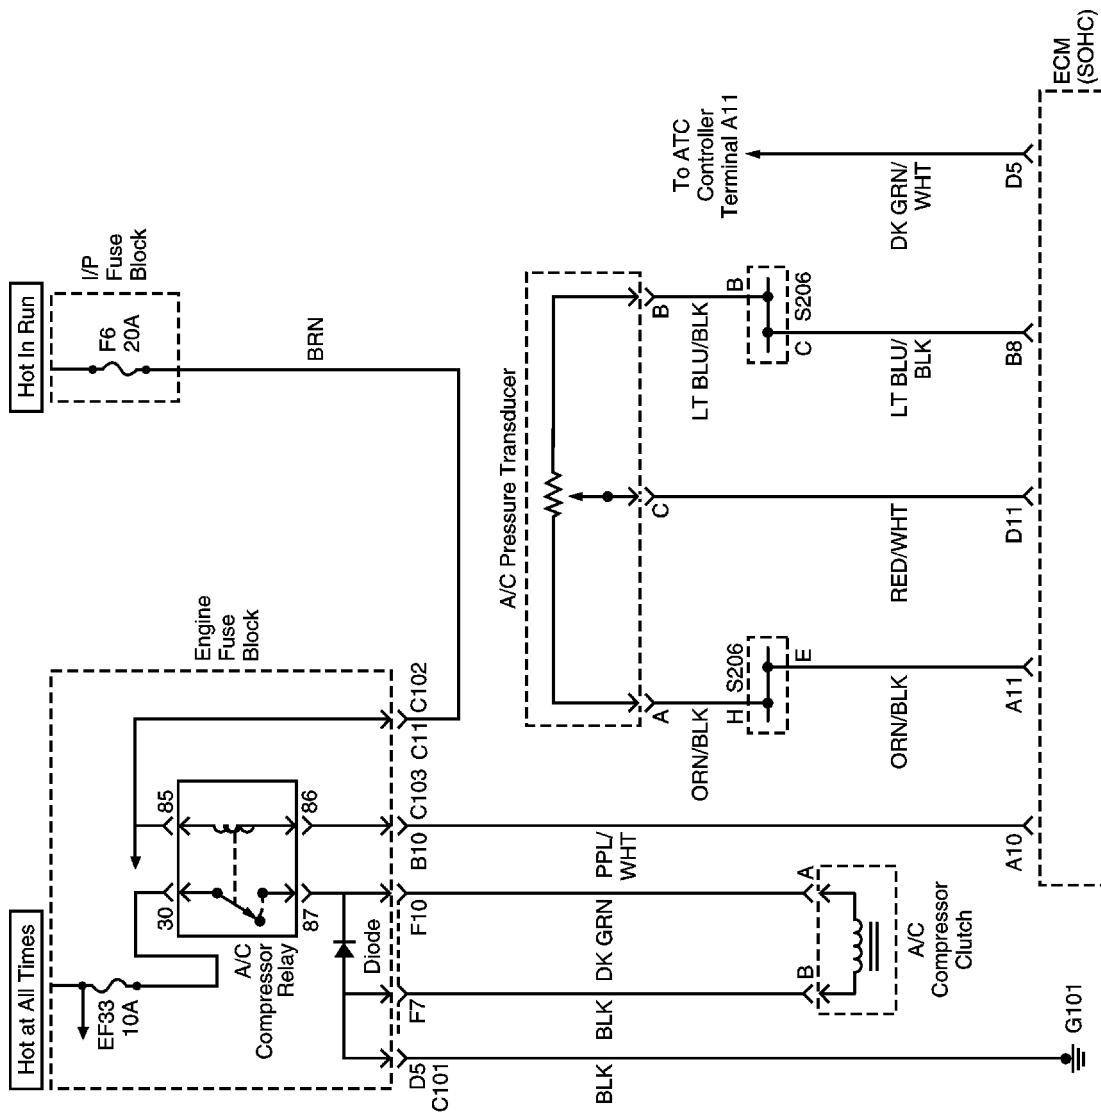 Hot at All Times
Hot In Run
EF33
10A
30
85
Engine
Fuse
Block
F6
20A
I/P
Fuse
Block
A/C
Compressor
Relay
87
86
Diode
BRN
D5
C101
F7
F10
B10
C103
C11
C102
A/C Pressure Transducer
A
C
B
BLK
BLK
DK GRN
PPL/
WHT
ORN/BLK
LT BLU/BLK
To ATC
Controller
Terminal A11
H
S206
E
B
C
S206
B
A
A/C
Compressor
Clutch
ORN/BLK
RED/WHT
LT BLU/
BLK
DK GRN/
WHT
G101
A10
A11
D11
B8
D5
ECM
(SOHC)